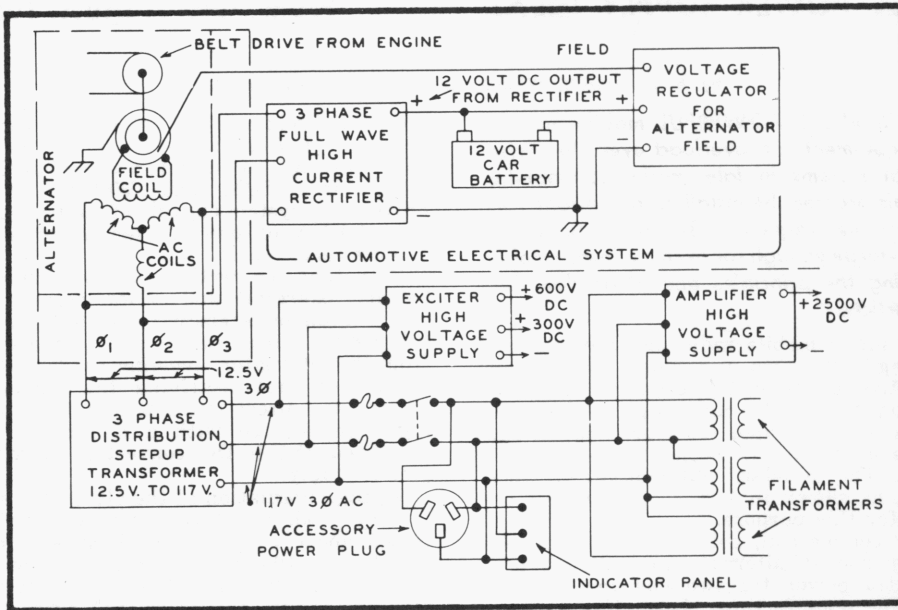 BELT DRIVE FROM ENGINE
FIELD
12 VOLT DC OUTPUT
FROM RECTIFIER
+
+
-
VOLTAGE
REGULATOR
FOR
ALTERNATOR
FIELD
3 PHASE
FULL WAVE
HIGH
CURRENT
RECTIFIER
-
12 VOLT
CAR
BATTERY
FIELD
COIL
ALTERNATOR
AC
COILS
AUTOMOTIVE ELECTRICAL SYSTEM
Ø1
Ø2
Ø3
12.5V
3Ø
EXCITER
HIGH
VOLTAGE
SUPPLY
+600V
DC
+
300V
DC
-
AMPLIFIER
HIGH
VOLTAGE
SUPPLY
+2500V
DC
-
3 PHASE
DISTRIBUTION
STEPUP
TRANSFORMER
12.5V. TO 117 V.
117V 3Ø AC
ACCESSORY
POWER PLUG
INDICATOR PANEL
FILAMENT
TRANSFORMERS